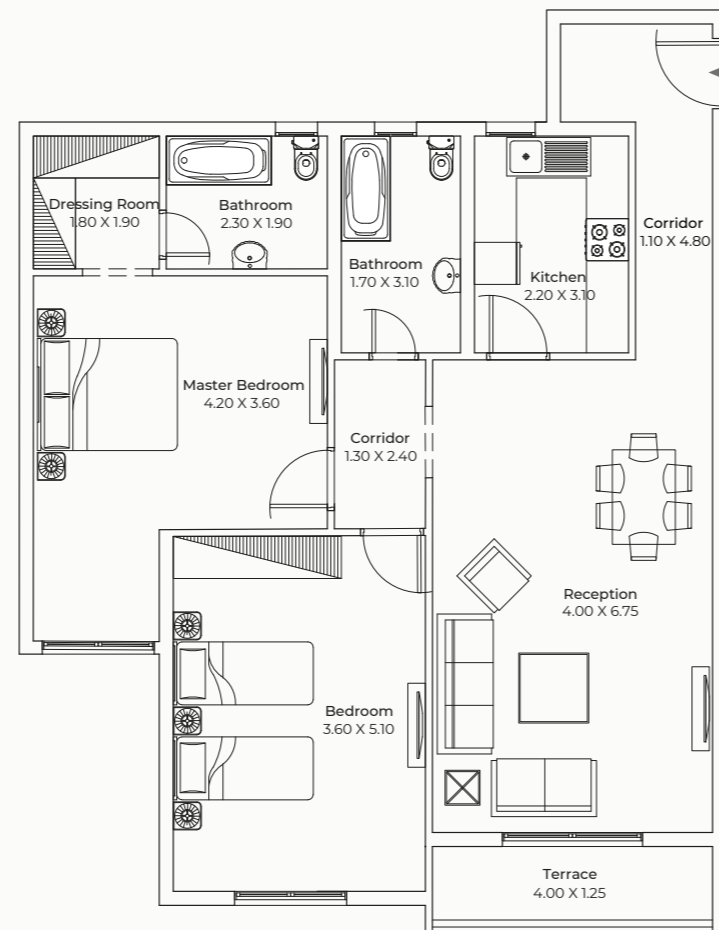 Dressing Room
1.80 X 1.90
Bathroom
2.30 X 1.90
Corridor
1.10 X 4.80
Bathroom
1.70 X 3.10
Kitchen
2.20 X 3.10
Master Bedroom
4.20 X 3.60
Corridor
1.30 X 2.40
Reception
4.00 X 6.75
Bedroom
3.60 X 5.10
Terrace
4.00 X 1.25